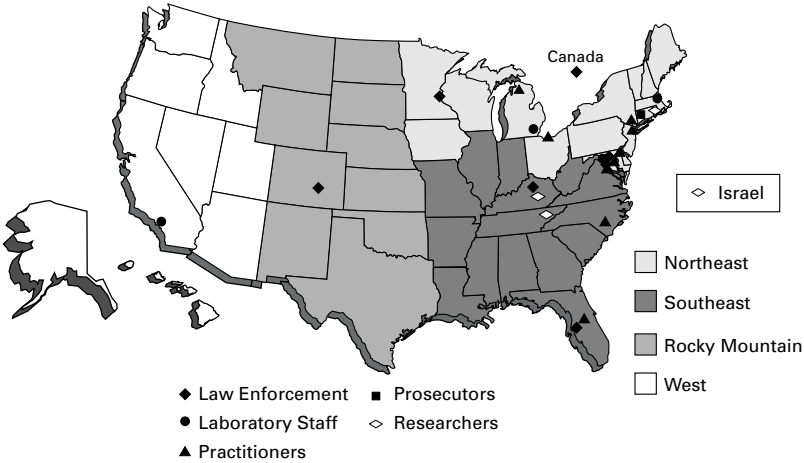 Canada
Israel
Northeast
Southeast
Rocky Mountain
West
Law Enforcement
Prosecutors
Laboratory Staff
Researchers
Practitioners